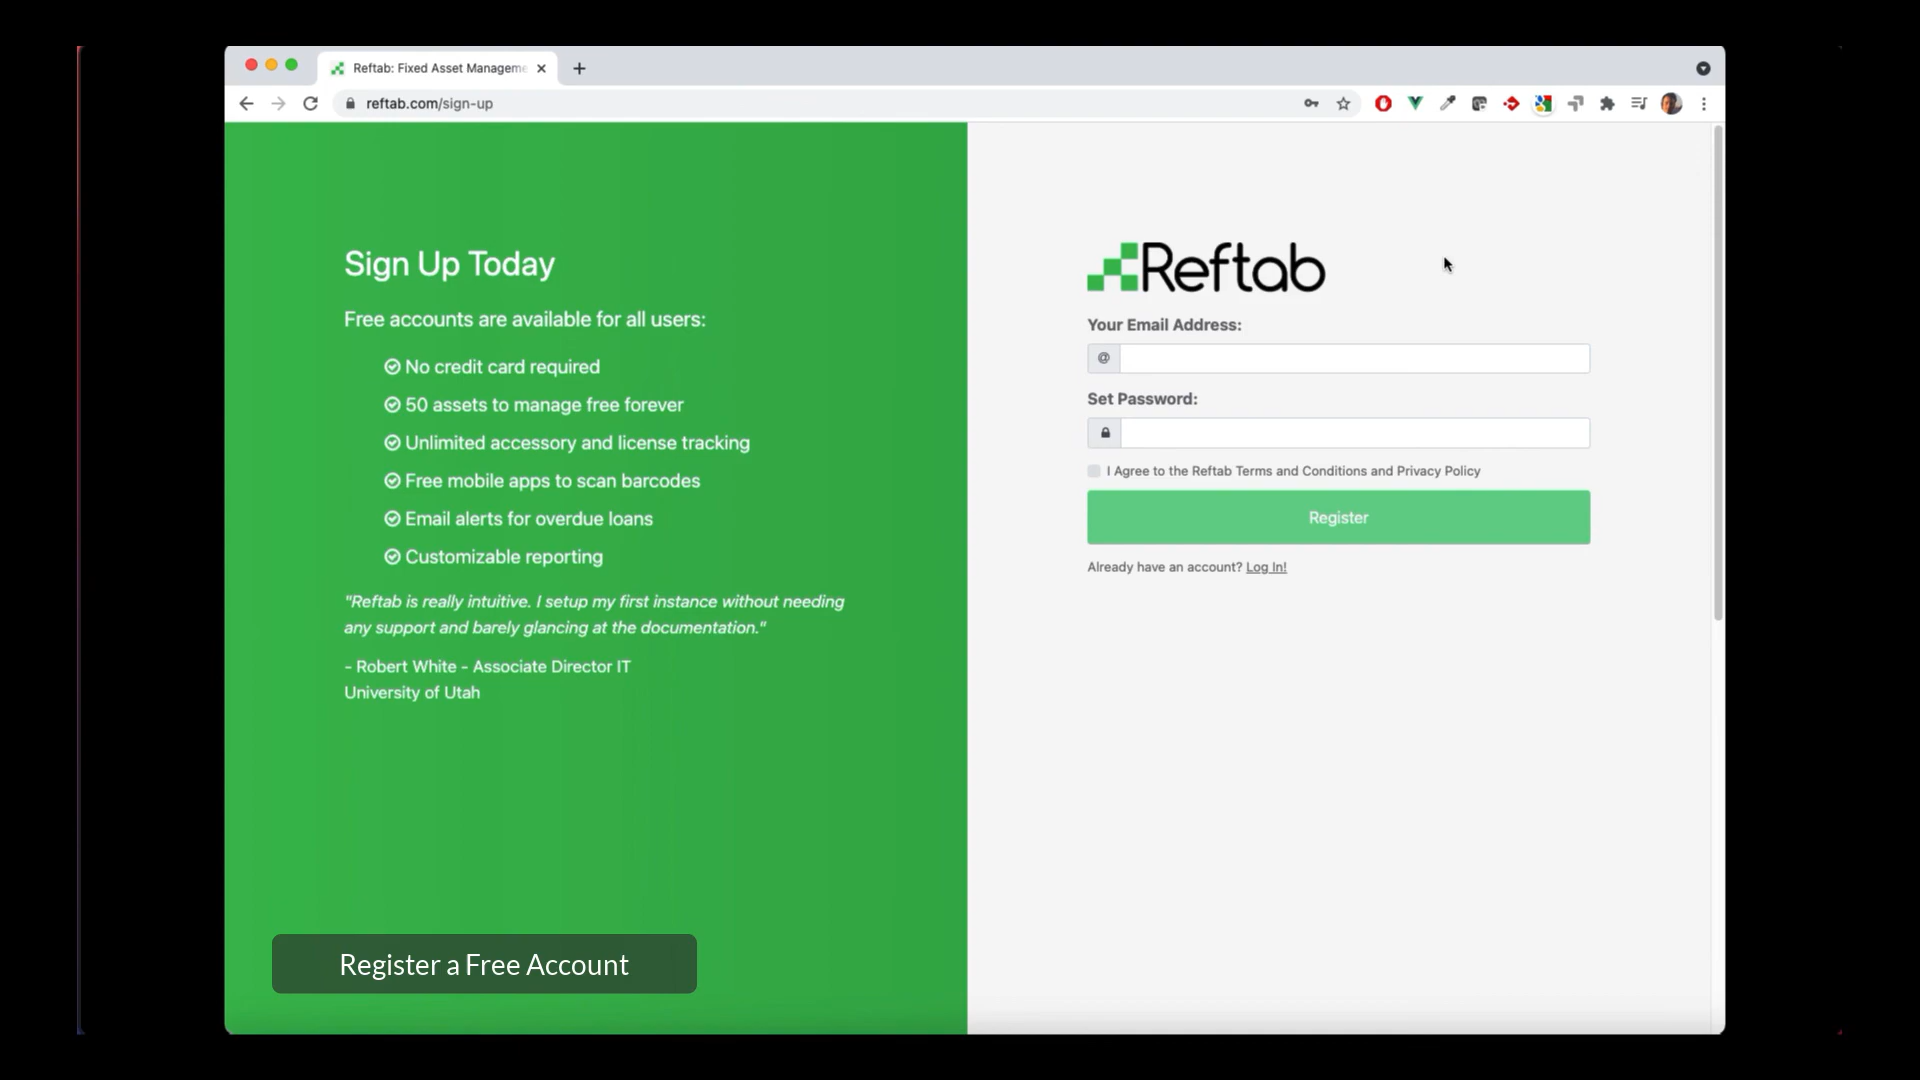 Reftab: Fixed Asset Manageme
reftab.com/sign-up
Sign Up Today
Free accounts are available for all users:
No credit card required
50 assets to manage free forever
Unlimited accessory and license tracking
Free mobile apps to scan barcodes
Email alerts for overdue loans
Customizable reporting
"Reftab is really intuitive. I setup my first instance without needing
any support and barely glancing at the documentation."
- Robert White - Associate Director IT
University of Utah
Register a Free Account
Reftab
Your Email Address:
@
Set Password:
I Agree to the Reftab Terms and Conditions and Privacy Policy
Register
Already have an account? Log In!